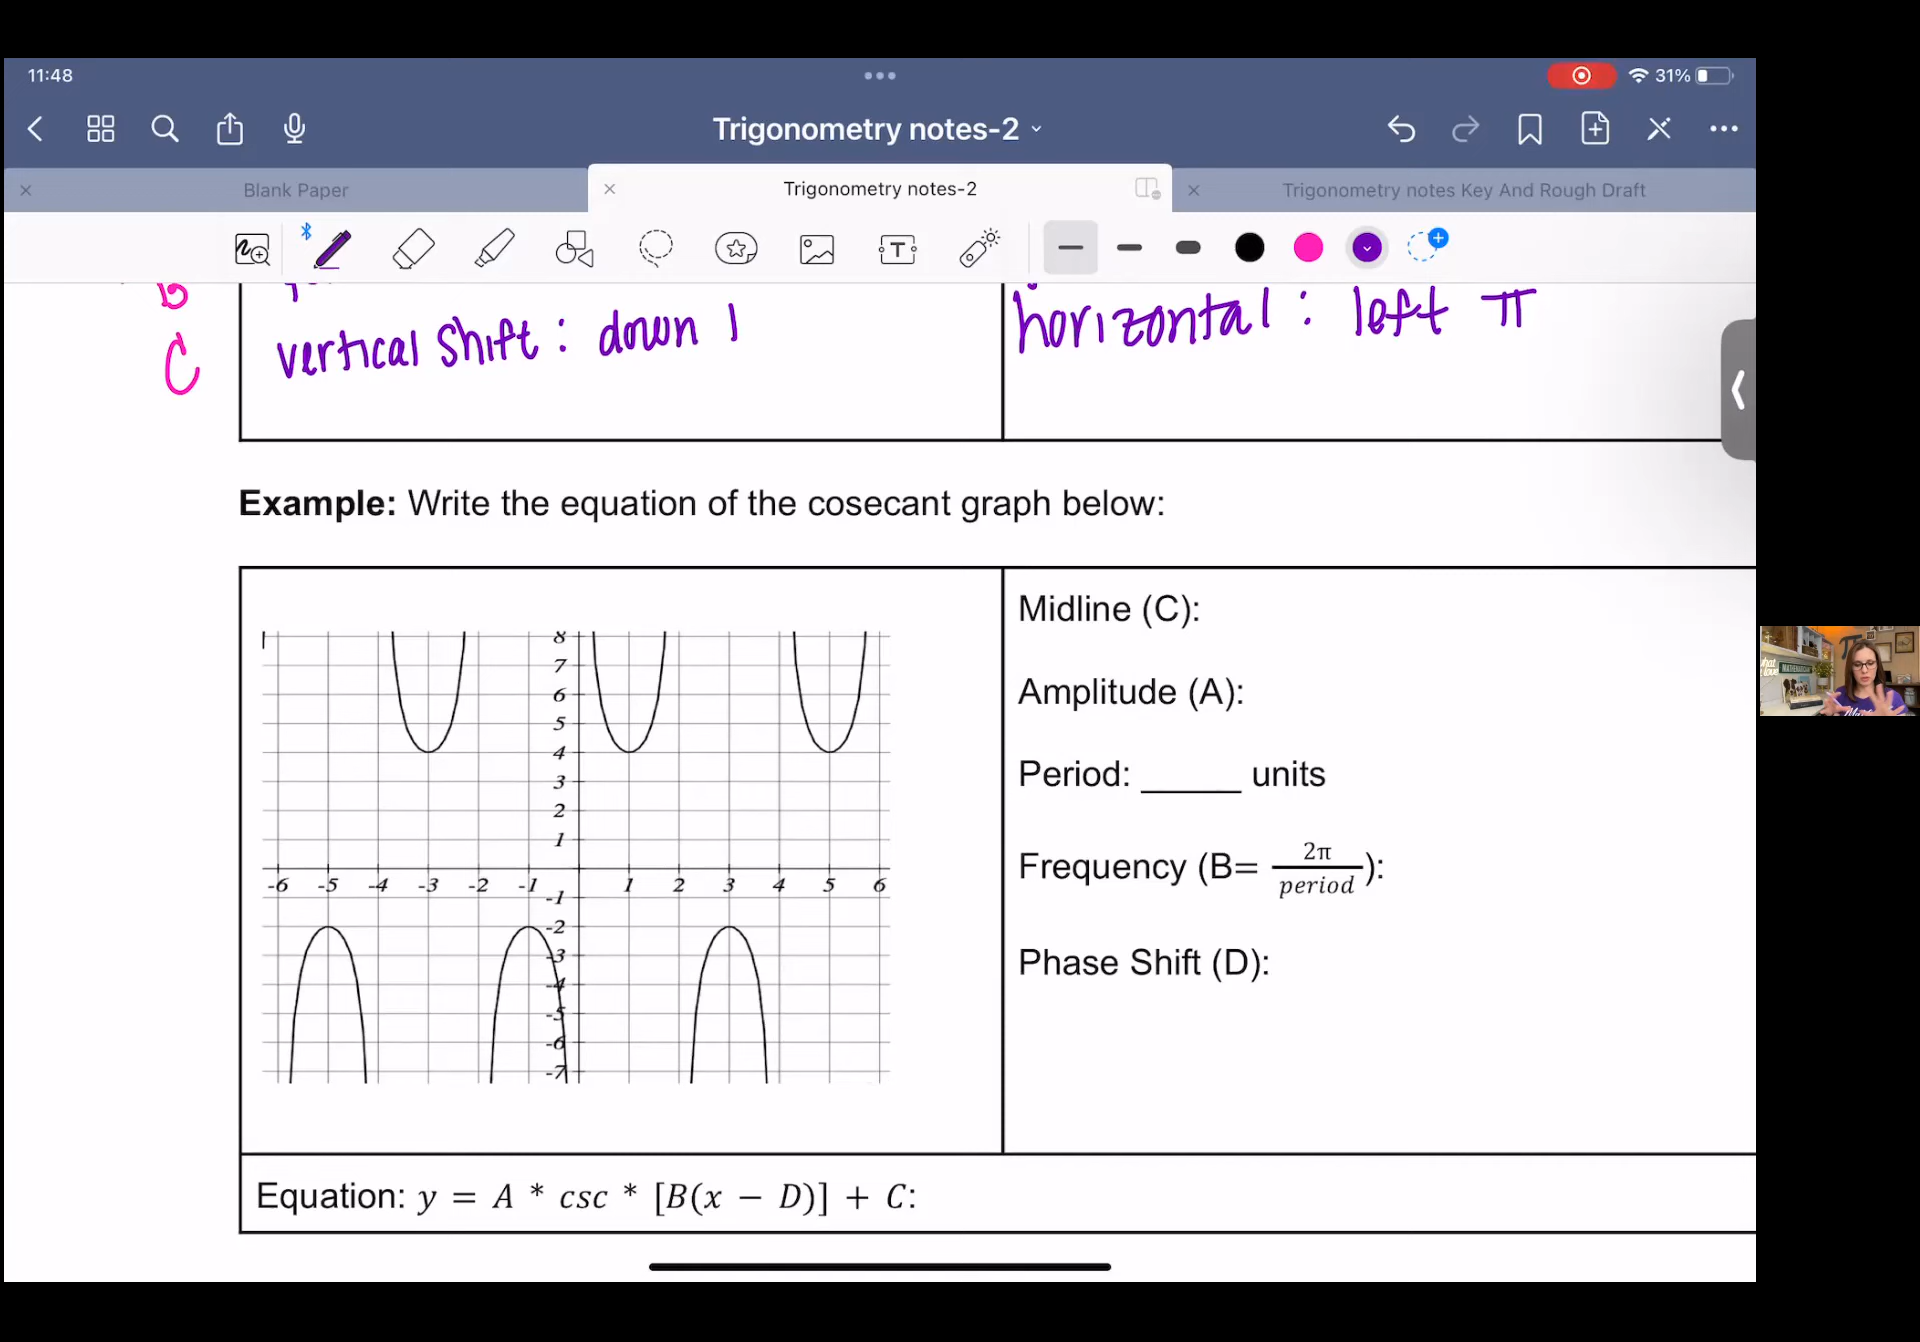 11:48
31%
Trigonometry notes-2
Blank Paper
Trigonometry notes-2
Trigonometry notes Key And Rough Draft
B
C
vertical shift: down 1
horizontal: left π
Example: Write the equation of the cosecant graph below:
8
7
6
5
4
3
2
1
-6 -5 -4 -3 -2 -1 1 2 3 4 5 6
-1
-2
-3
-4
-5
-6
-7
Midline (C):
Amplitude (A):
Period: _____ units
Frequency (B= 2π/period):
Phase Shift (D):
Equation: y = A * csc * [B(x − D)] + C: